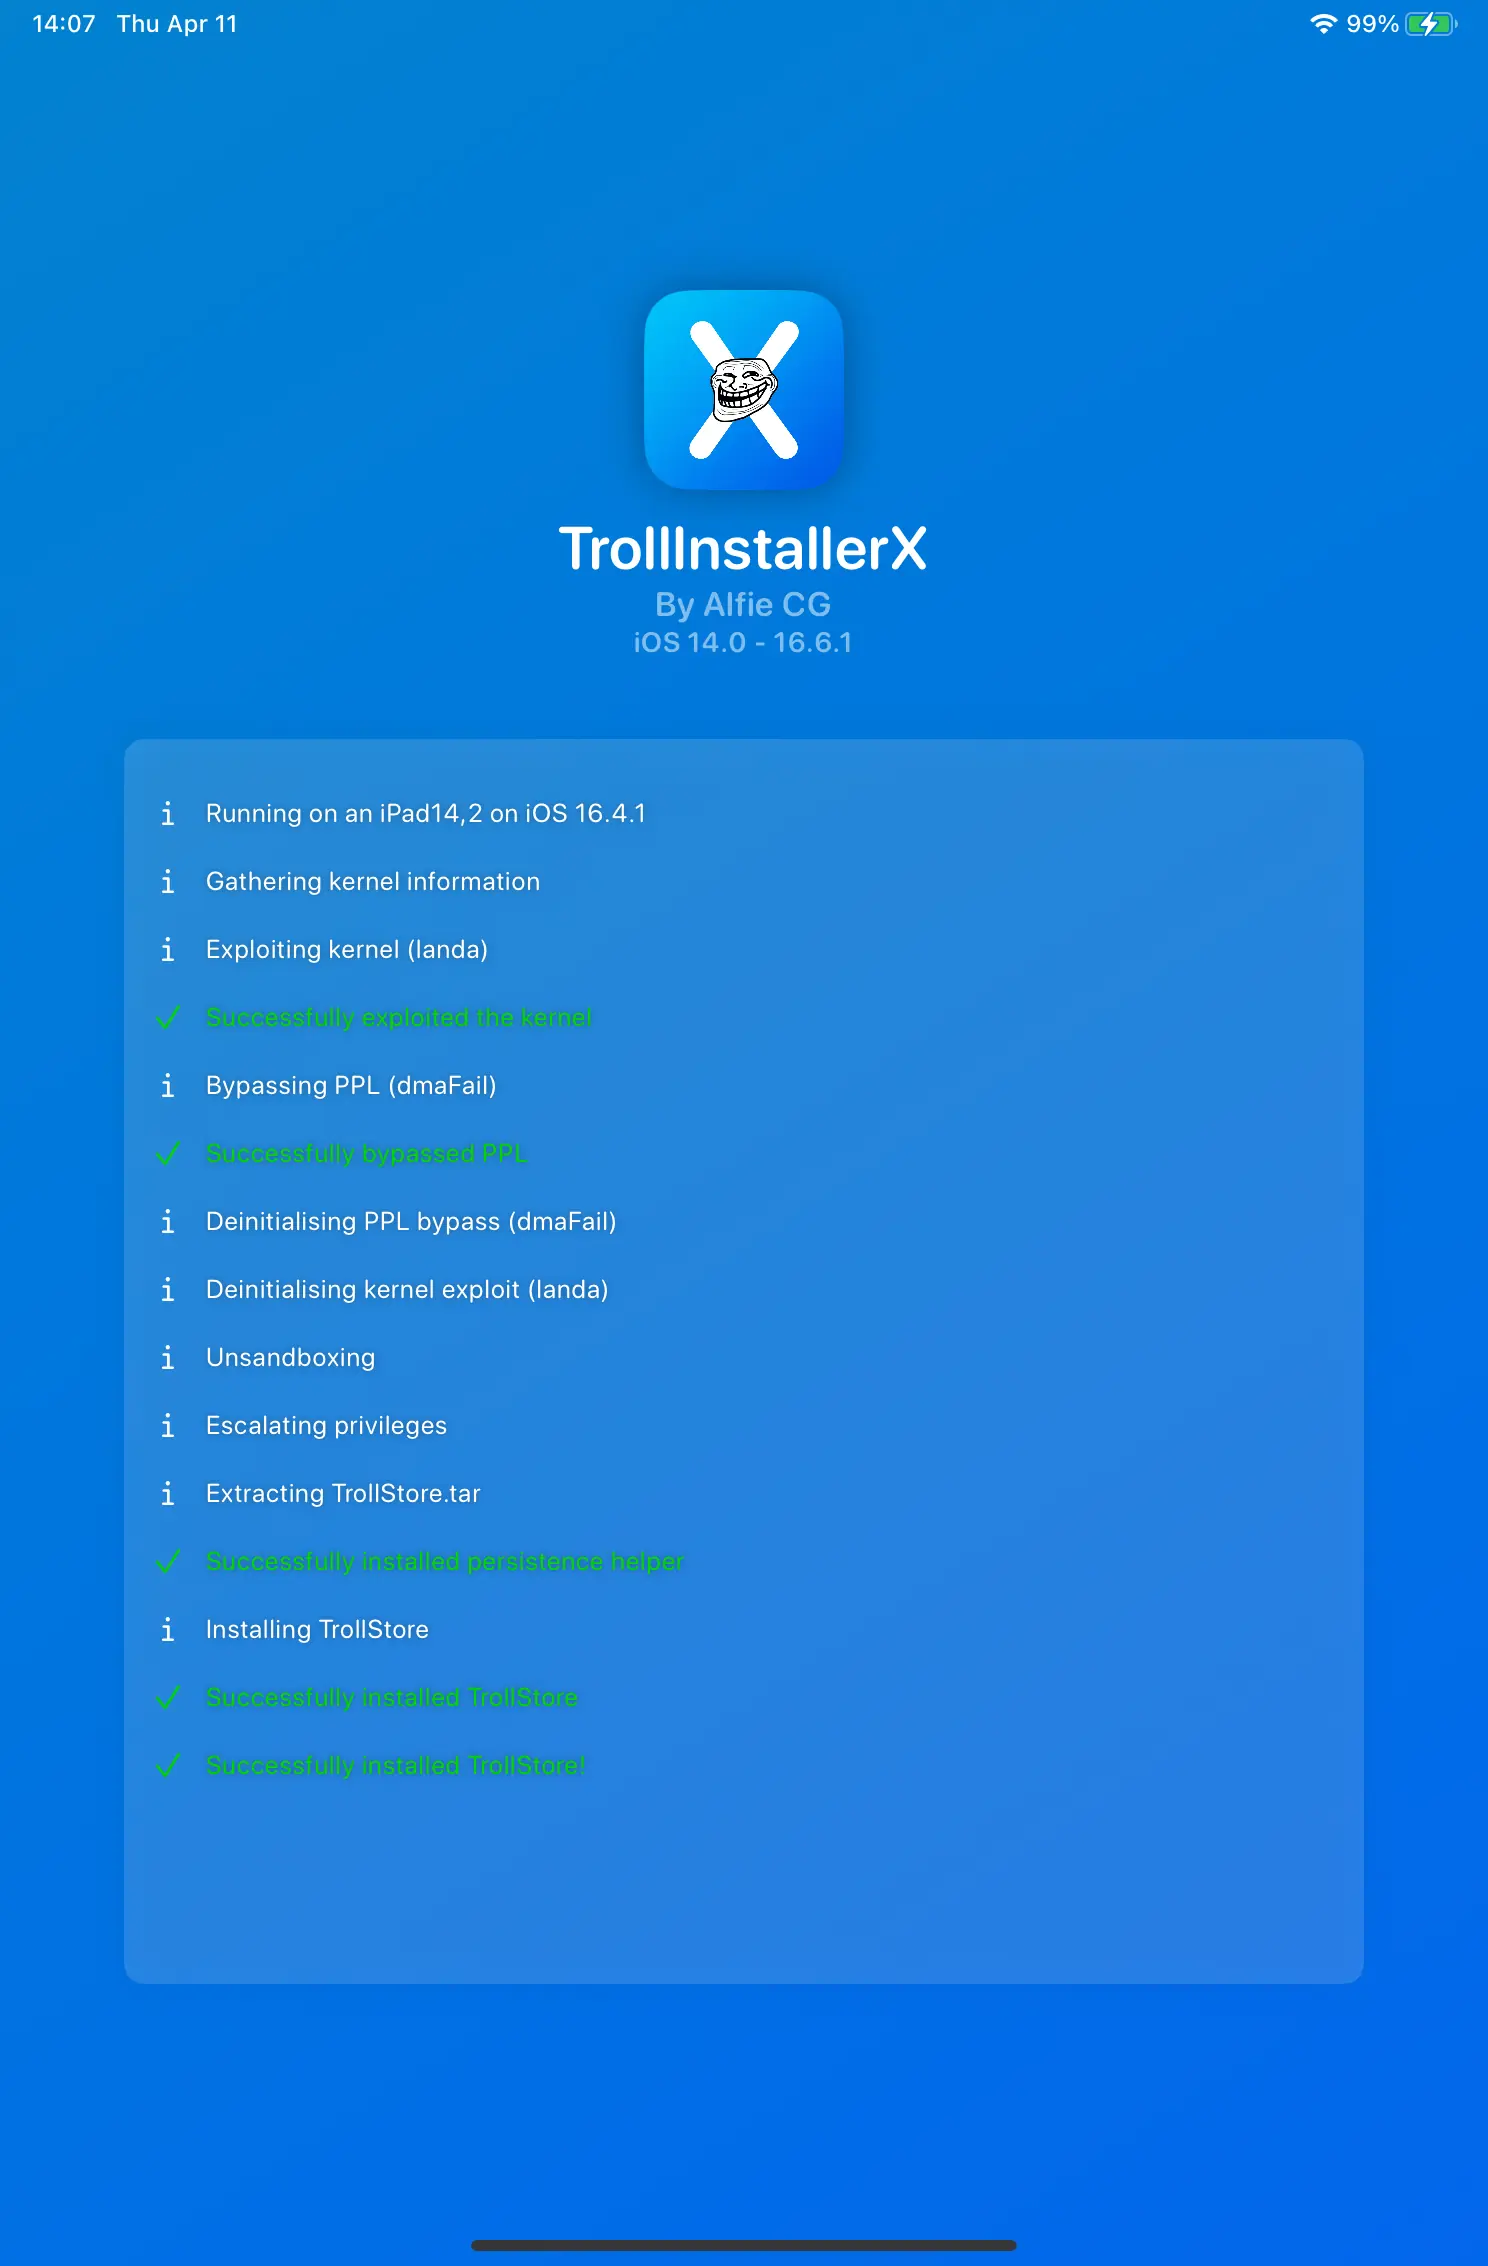 14:07 Thu Apr 11
99%
TrollInstallerX
By Alfie CG
iOS 14.0 - 16.6.1
i Running on an iPad14,2 on iOS 16.4.1
i Gathering kernel information
i Exploiting kernel (landa)
✓ Successfully exploited the kernel
i Bypassing PPL (dmaFail)
✓ Successfully bypassed PPL
i Deinitialising PPL bypass (dmaFail)
i Deinitialising kernel exploit (landa)
i Unsandboxing
i Escalating privileges
i Extracting TrollStore.tar
✓ Successfully installed persistence helper
i Installing TrollStore
✓ Successfully installed TrollStore
✓ Successfully installed TrollStore!